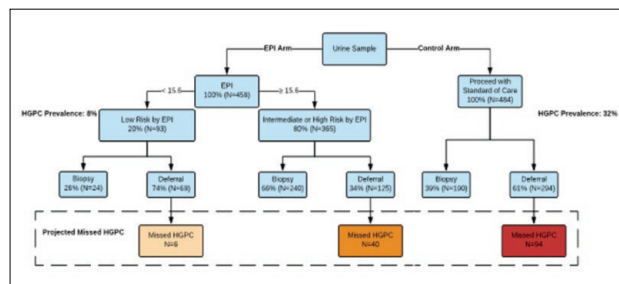 EPI Arm
Urine Sample
Control Arm
< 15.6
EPI
100% (N=458)
≥ 15.6
Proceed with
Standard of Care
100% (N=484)
HGPC Prevalence: 8%
HGPC Prevalence: 32%
Low Risk by EPI
20% (N=93)
Intermediate or High Risk by EPI
80% (N=365)
Biopsy
26% (N=24)
Deferral
74% (N=69)
Biopsy
66% (N=240)
Deferral
34% (N=125)
Biopsy
39% (N=190)
Deferral
61% (N=294)
Projected Missed HGPC
Missed HGPC
N=6
Missed HGPC
N=40
Missed HGPC
N=94